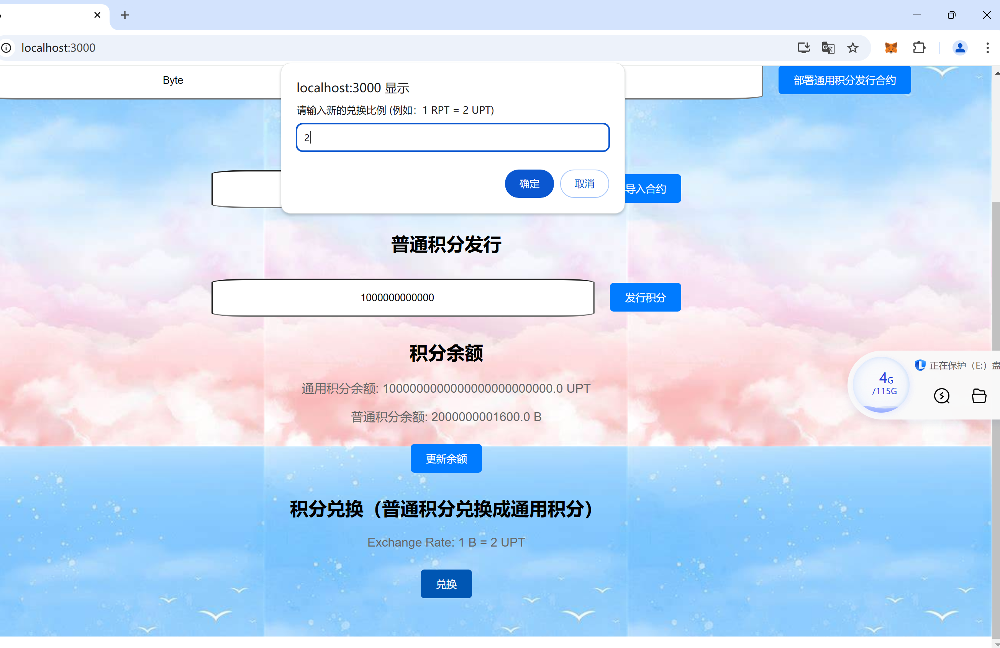 localhost:3000
Byte
部署通用积分发行合约
localhost:3000 显示
请输入新的兑换比例 (例如：1 RPT = 2 UPT)
2
确定
取消
导入合约
普通积分发行
1000000000000
发行积分
积分余额
通用积分余额: 1000000000000000000000000.0 UPT
普通积分余额: 2000000001600.0 B
更新余额
积分兑换（普通积分兑换成通用积分）
Exchange Rate: 1 B = 2 UPT
兑换
正在保护（E:）盘
4G
/115G